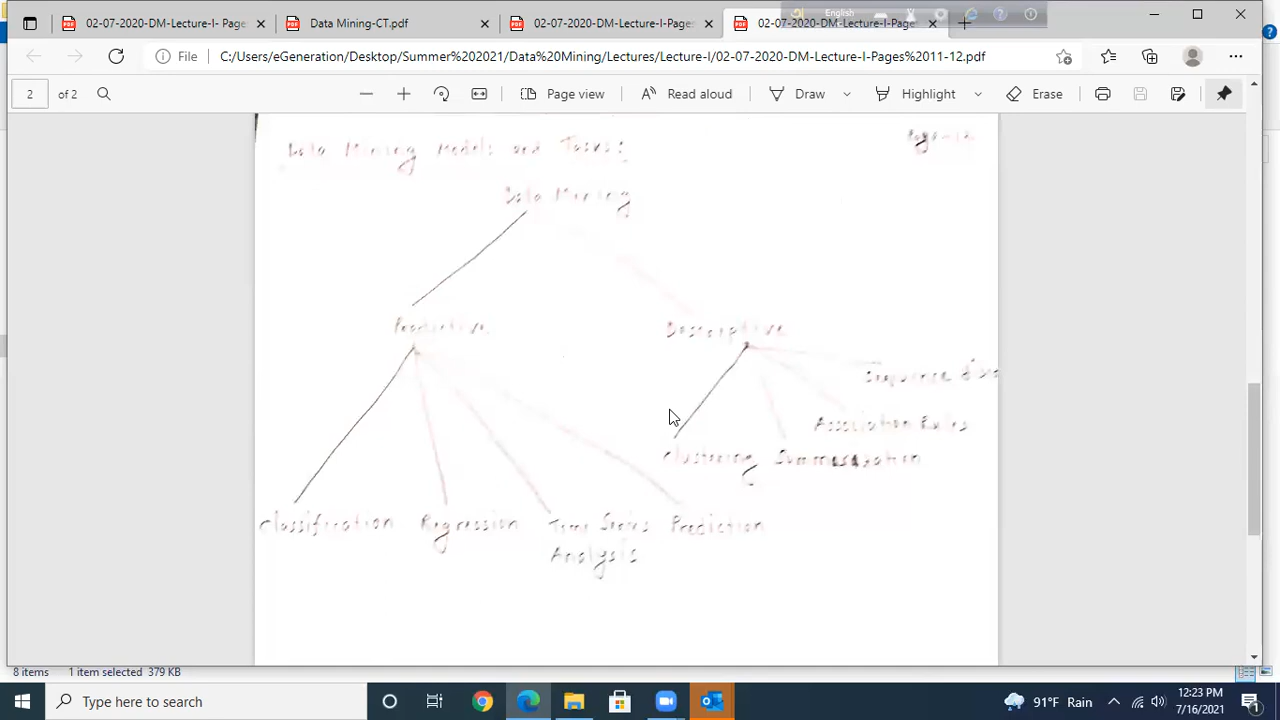 02-07-2020-DM-Lecture-I-Page
Data Mining-CT.pdf
02-07-2020-DM-Lecture-I-Page
02-07-2020-DM-Lecture-I-Page
English
File
C:/Users/eGeneration/Desktop/Summer%202021/Data%20Mining/Lectures/Lecture-I/02-07-2020-DM-Lecture-I-Pages%2011-12.pdf
2 of 2
Page view
Read aloud
Draw
Highlight
Erase
Page-12
Data Mining Models and Tasks:
Data Mining
Predictive
Descriptive
Sequence
Association Rules
Clustering Summarization
Classification Regression Time Series Prediction
Analysis
8 items 1 item selected 379 KB
Type here to search
91°F Rain
12:23 PM
7/16/2021